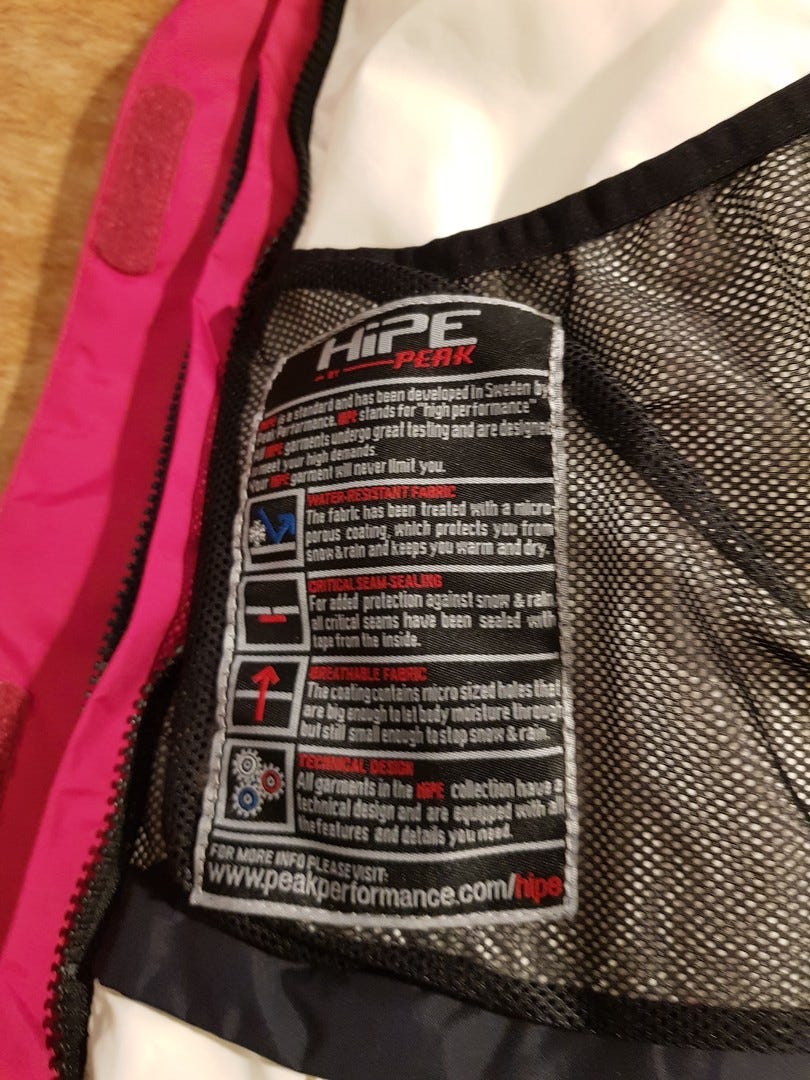 HiPE
BY PEAK
HiPE is a standard and has been developed in Sweden by
Peak Performance. HiPE stands for "high performance"
All HiPE garments undergo great testing and are designed
to meet your high demands.
Your HiPE garment will never limit you.
WATER-RESISTANT FABRIC
The fabric has been treated with a micro-
porous coating, which protects you from
snow & rain and keeps you warm and dry.
CRITICAL SEAM-SEALING
For added protection against snow & rain
all critical seams have been sealed with
tape from the inside.
BREATHABLE FABRIC
The coating contains micro sized holes that
are big enough to let body moisture through
but still small enough to stop snow & rain.
TECHNICAL DESIGN
All garments in the HiPE collection have a
technical design and are equipped with all
the features and details you need.
FOR MORE INFO PLEASE VISIT:
www.peakperformance.com/hipe